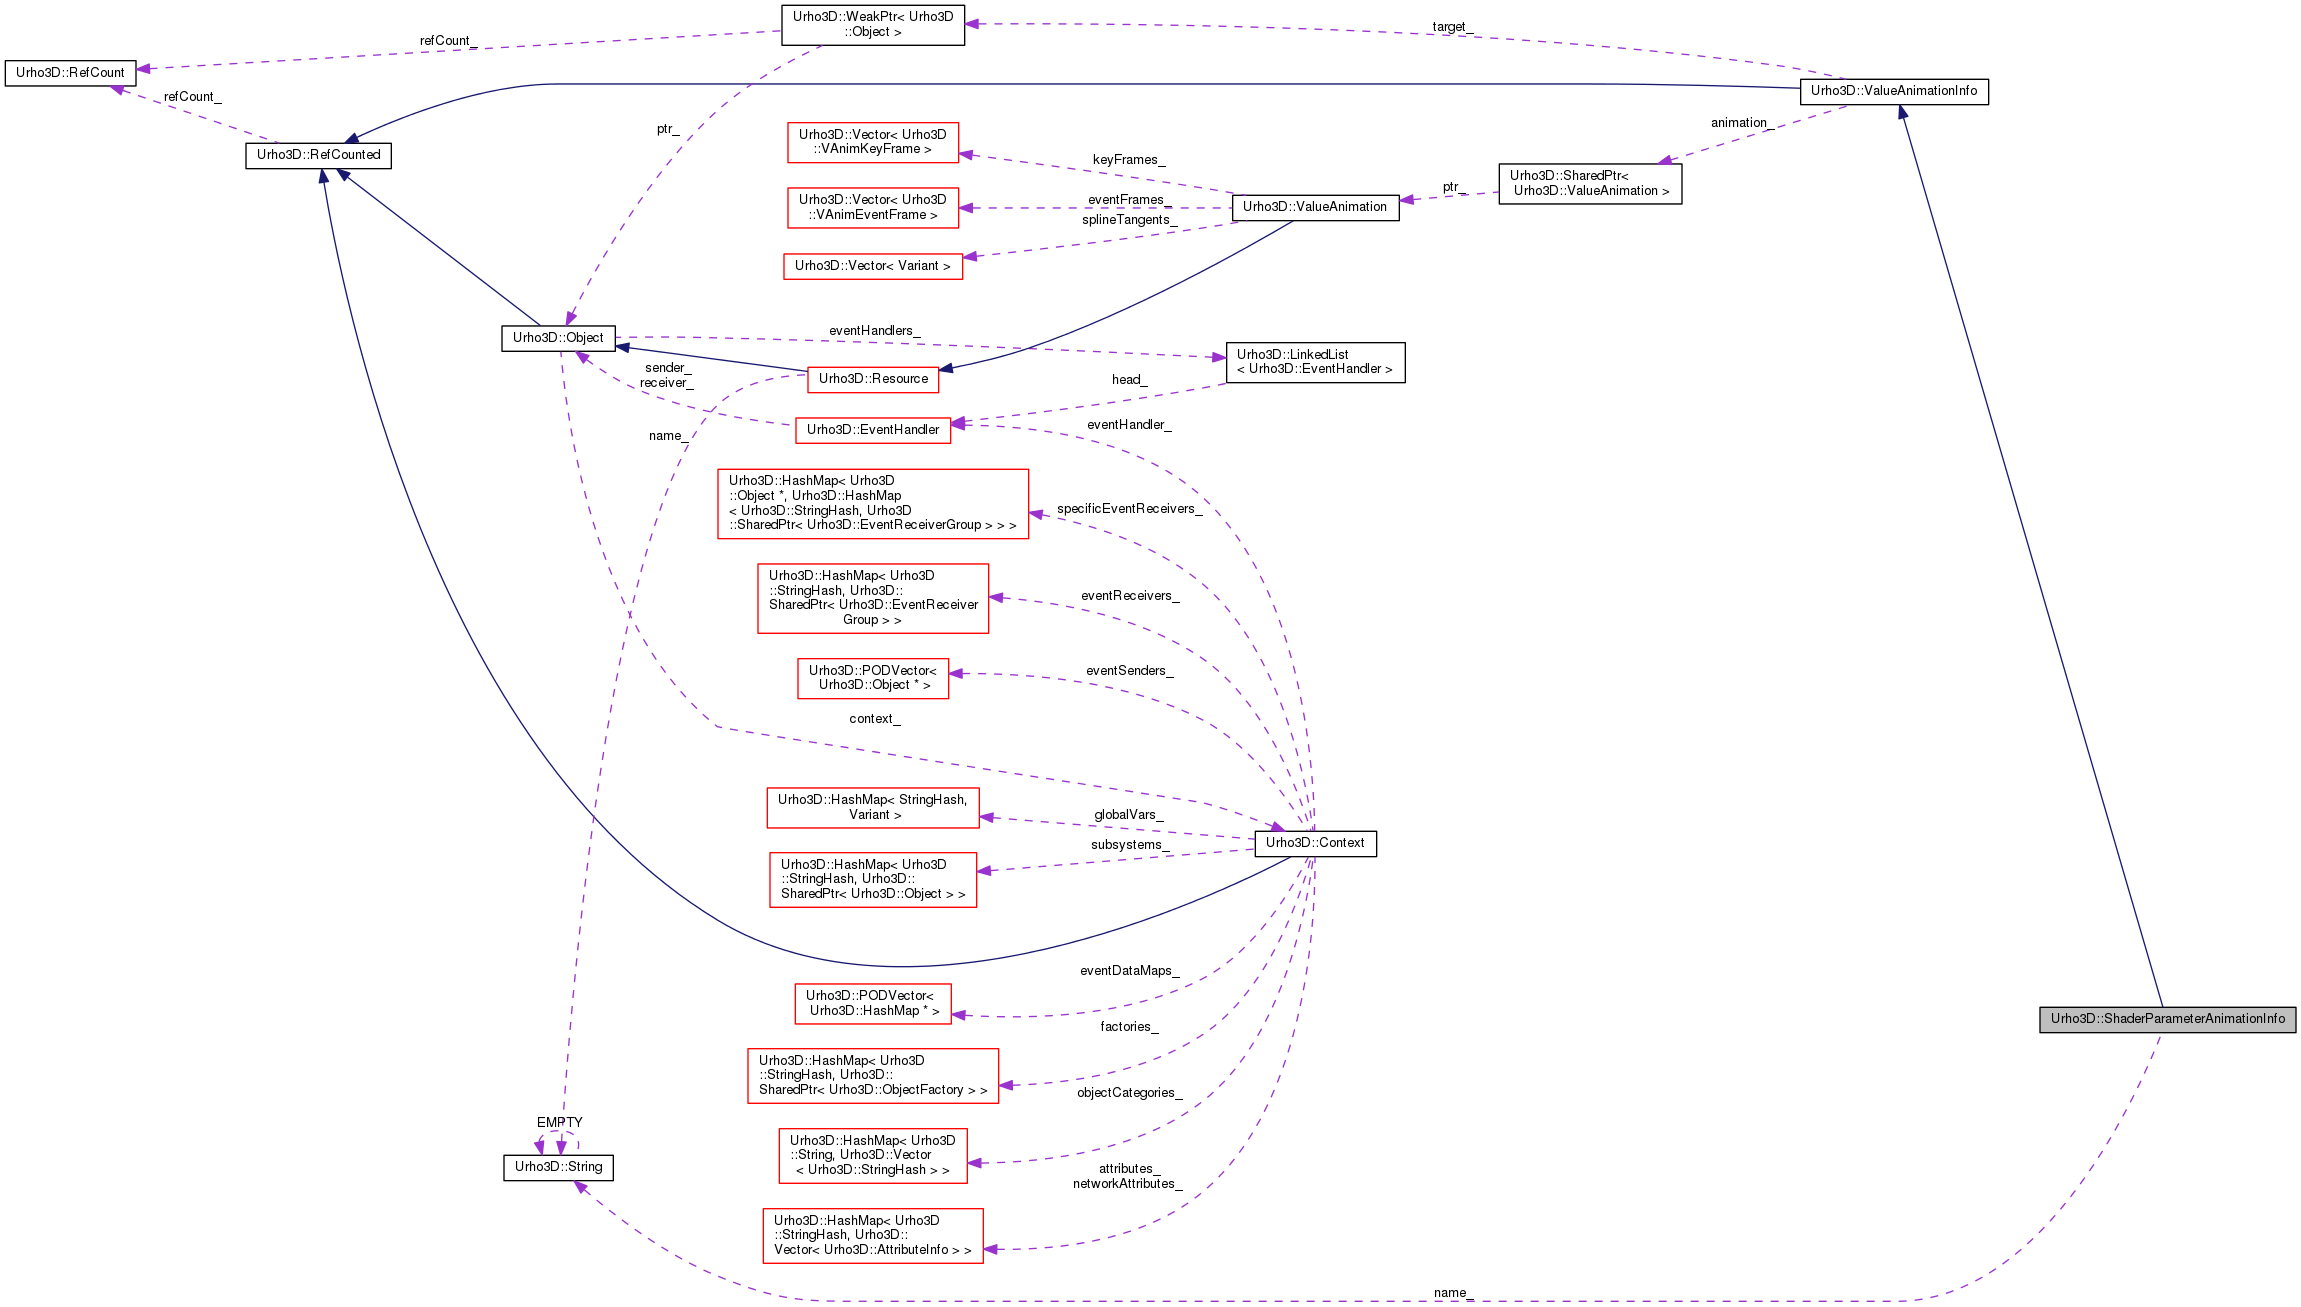 Urho3D::WeakPtr< Urho3D
::Object >
target_
refCount_
Urho3D::RefCount
Urho3D::ValueAnimationInfo
refCount_
ptr_
animation_
Urho3D::Vector< Urho3D
::VAnimKeyFrame >
Urho3D::RefCounted
keyFrames_
Urho3D::SharedPtr<
Urho3D::ValueAnimation >
ptr_
Urho3D::Vector< Urho3D
::VAnimEventFrame >
eventFrames_
Urho3D::ValueAnimation
splineTangents_
Urho3D::Vector< Variant >
Urho3D::Object
eventHandlers_
Urho3D::LinkedList
< Urho3D::EventHandler >
sender_
receiver_
Urho3D::Resource
head_
name_
Urho3D::EventHandler
eventHandler_
Urho3D::HashMap< Urho3D
::Object *, Urho3D::HashMap
< Urho3D::StringHash, Urho3D
::SharedPtr< Urho3D::EventReceiverGroup > > >
specificEventReceivers_
Urho3D::HashMap< Urho3D
::StringHash, Urho3D::
SharedPtr< Urho3D::EventReceiver
Group > >
eventReceivers_
Urho3D::PODVector<
Urho3D::Object * >
eventSenders_
context_
Urho3D::HashMap< StringHash,
Variant >
globalVars_
Urho3D::Context
subsystems_
Urho3D::HashMap< Urho3D
::StringHash, Urho3D::
SharedPtr< Urho3D::Object > >
eventDataMaps_
Urho3D::PODVector<
Urho3D::HashMap * >
Urho3D::ShaderParameterAnimationInfo
factories_
Urho3D::HashMap< Urho3D
::StringHash, Urho3D::
SharedPtr< Urho3D::ObjectFactory > >
objectCategories_
EMPTY
Urho3D::String
Urho3D::HashMap< Urho3D
::String, Urho3D::Vector
< Urho3D::StringHash > >
attributes_
networkAttributes_
Urho3D::HashMap< Urho3D
::StringHash, Urho3D::
Vector< Urho3D::AttributeInfo > >
name_